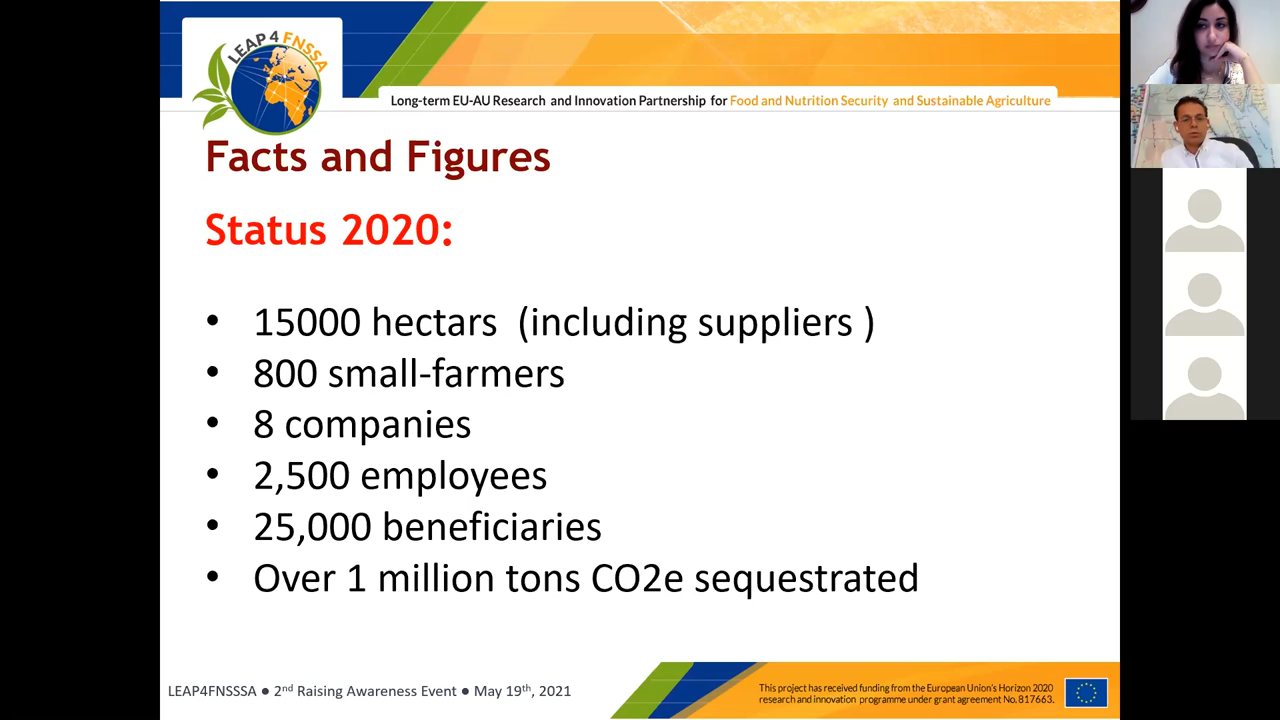 LEAP 4 FNSSA
Long-term EU-AU Research and Innovation Partnership for Food and Nutrition Security and Sustainable Agriculture
Facts and Figures
Status 2020:
• 15000 hectars (including suppliers )
• 800 small-farmers
• 8 companies
• 2,500 employees
• 25,000 beneficiaries
• Over 1 million tons CO2e sequestrated
LEAP4FNSSSA ● 2nd Raising Awareness Event ● May 19th, 2021
This project has received funding from the European Union's Horizon 2020
research and innovation programme under grant agreement No. 817663.